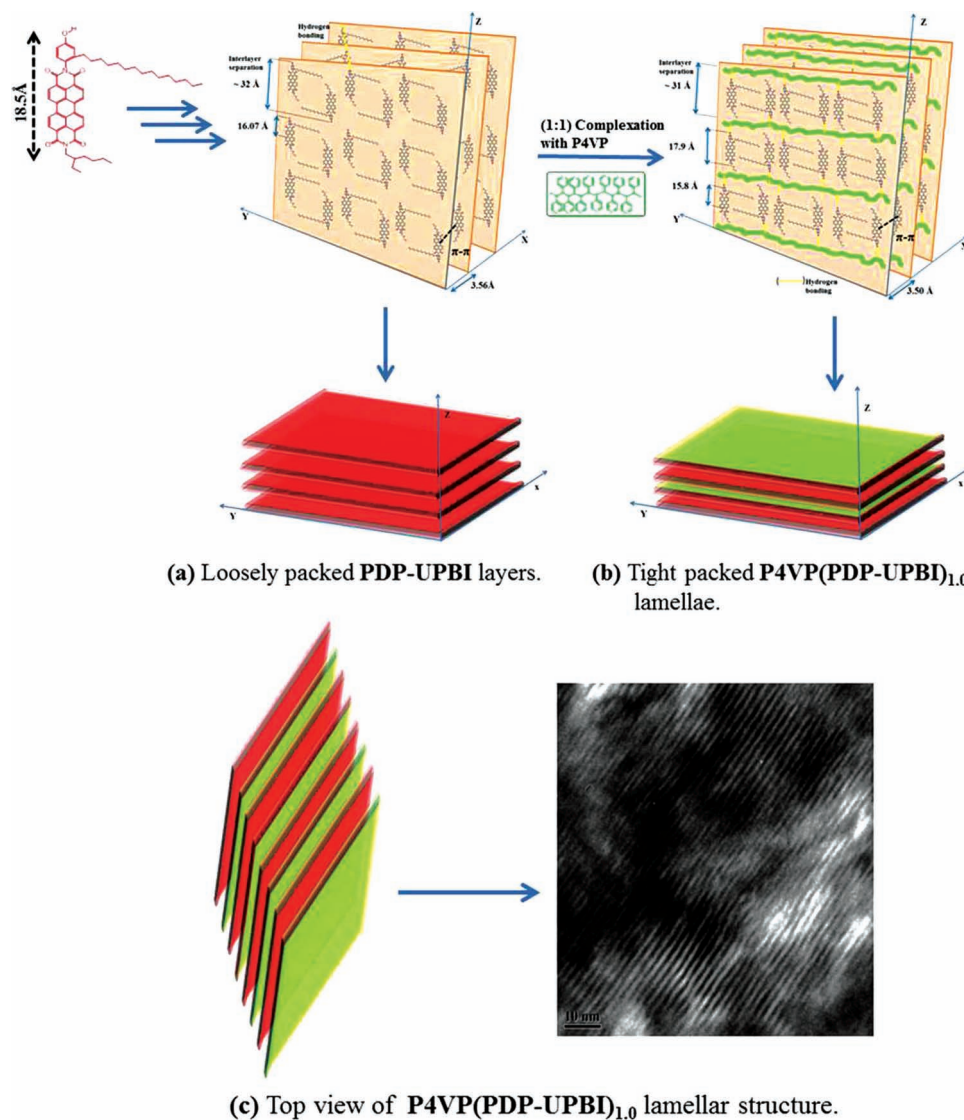 18.5Å
OH
O
N
O
O
N
O
Hydrogen
bonding
Interlayer
separation
~ 32 Å
16.07 Å
Z
Y
X
π-π
3.56Å
(1:1) Complexation
with P4VP
Interlayer
separation
~ 31 Å
17.9 Å
15.8 Å
Z
Y
π-π
Hydrogen
bonding
3.50 Å
Z
Y
x
Z
Y
x
(a) Loosely packed PDP-UPBI layers.
(b) Tight packed P4VP(PDP-UPBI)1.0
lamellae.
10 nm
(c) Top view of P4VP(PDP-UPBI)1.0 lamellar structure.